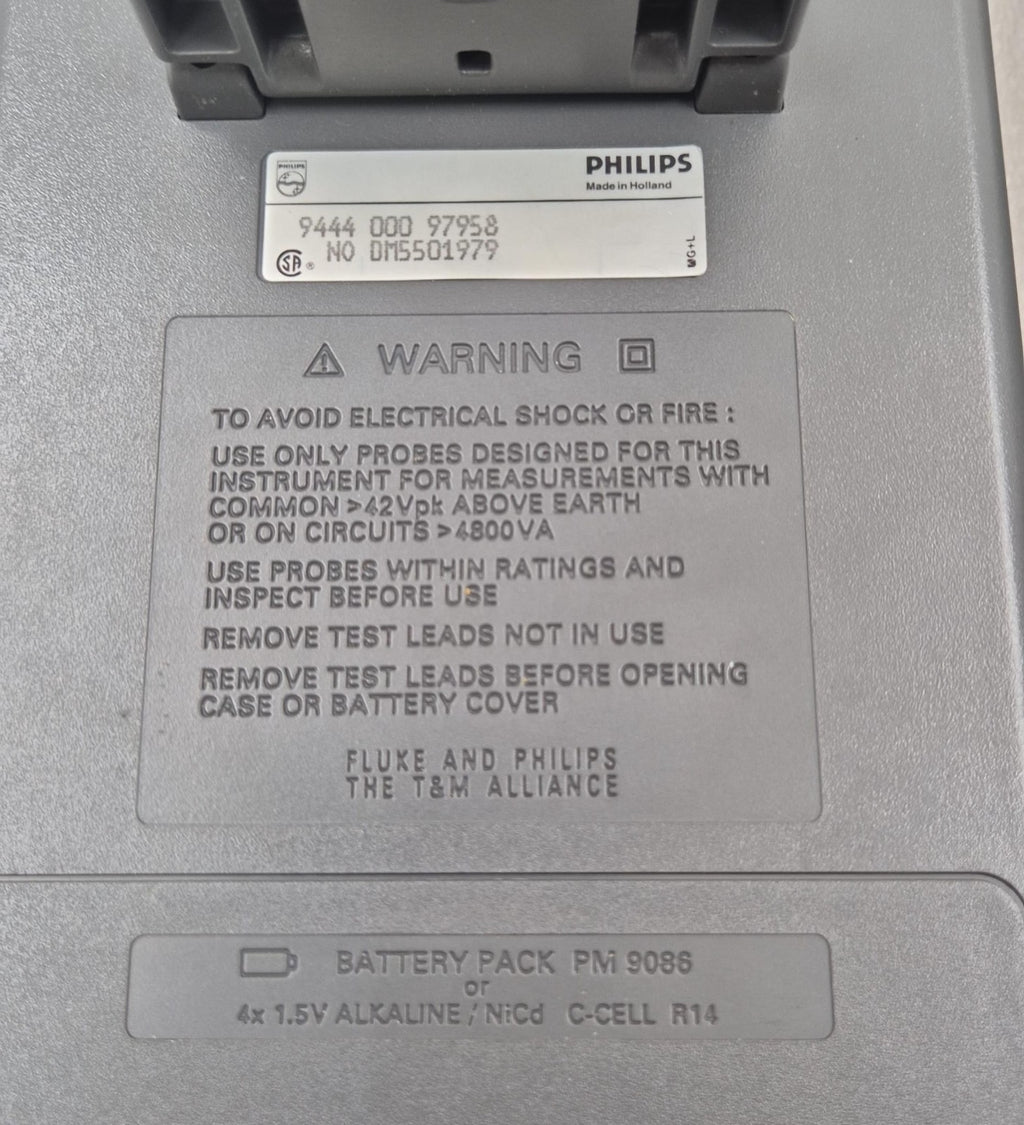 PHILIPS
PHILIPS
Made in Holland
9444 000 97958
NO DM5501979
SA ®
MG+L
WARNING
TO AVOID ELECTRICAL SHOCK OR FIRE :
USE ONLY PROBES DESIGNED FOR THIS
INSTRUMENT FOR MEASUREMENTS WITH
COMMON >42Vpk ABOVE EARTH
OR ON CIRCUITS >4800VA
USE PROBES WITHIN RATINGS AND
INSPECT BEFORE USE
REMOVE TEST LEADS NOT IN USE
REMOVE TEST LEADS BEFORE OPENING
CASE OR BATTERY COVER
FLUKE AND PHILIPS
THE T&M ALLIANCE
BATTERY PACK PM 9086
or
4x 1.5V ALKALINE / NiCd C-CELL R14